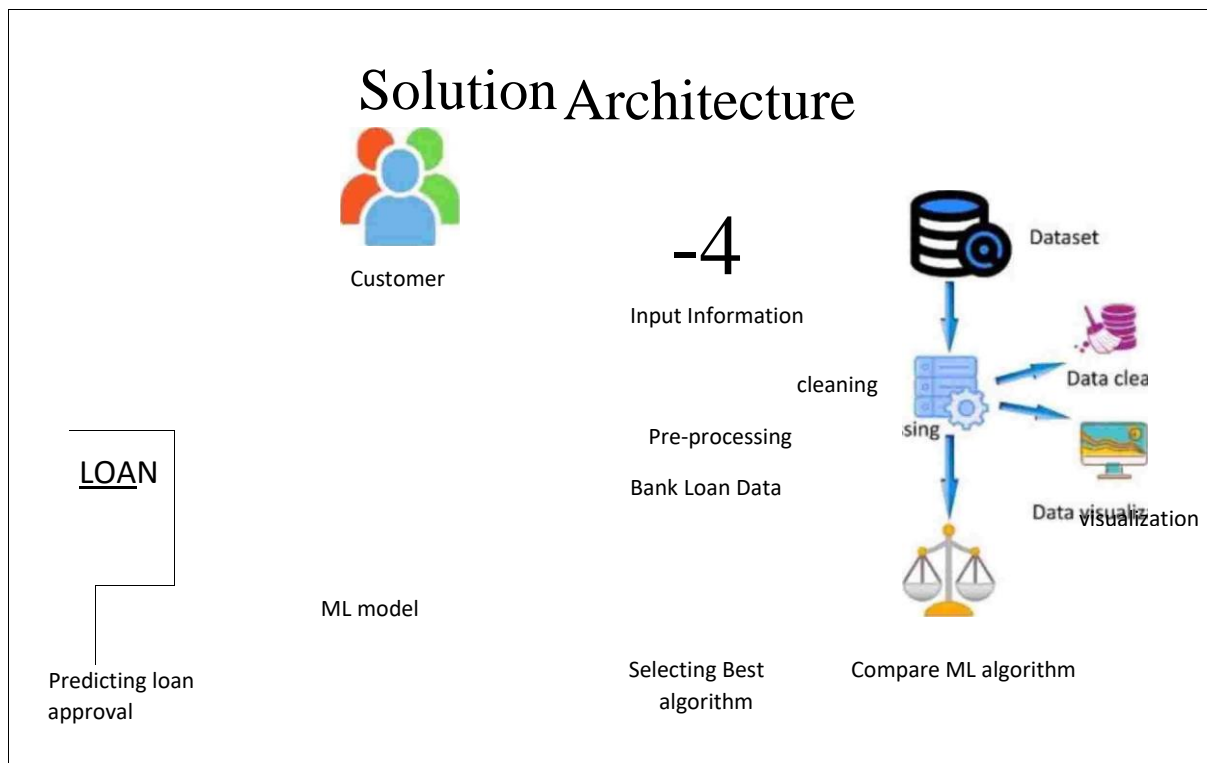 Solution Architecture
Customer
-4
Dataset
Input Information
cleaning
Data clea
ssing
Pre-processing
LOAN
Bank Loan Data
Data visualiz
visualization
ML model
Selecting Best
algorithm
Compare ML algorithm
Predicting loan
approval